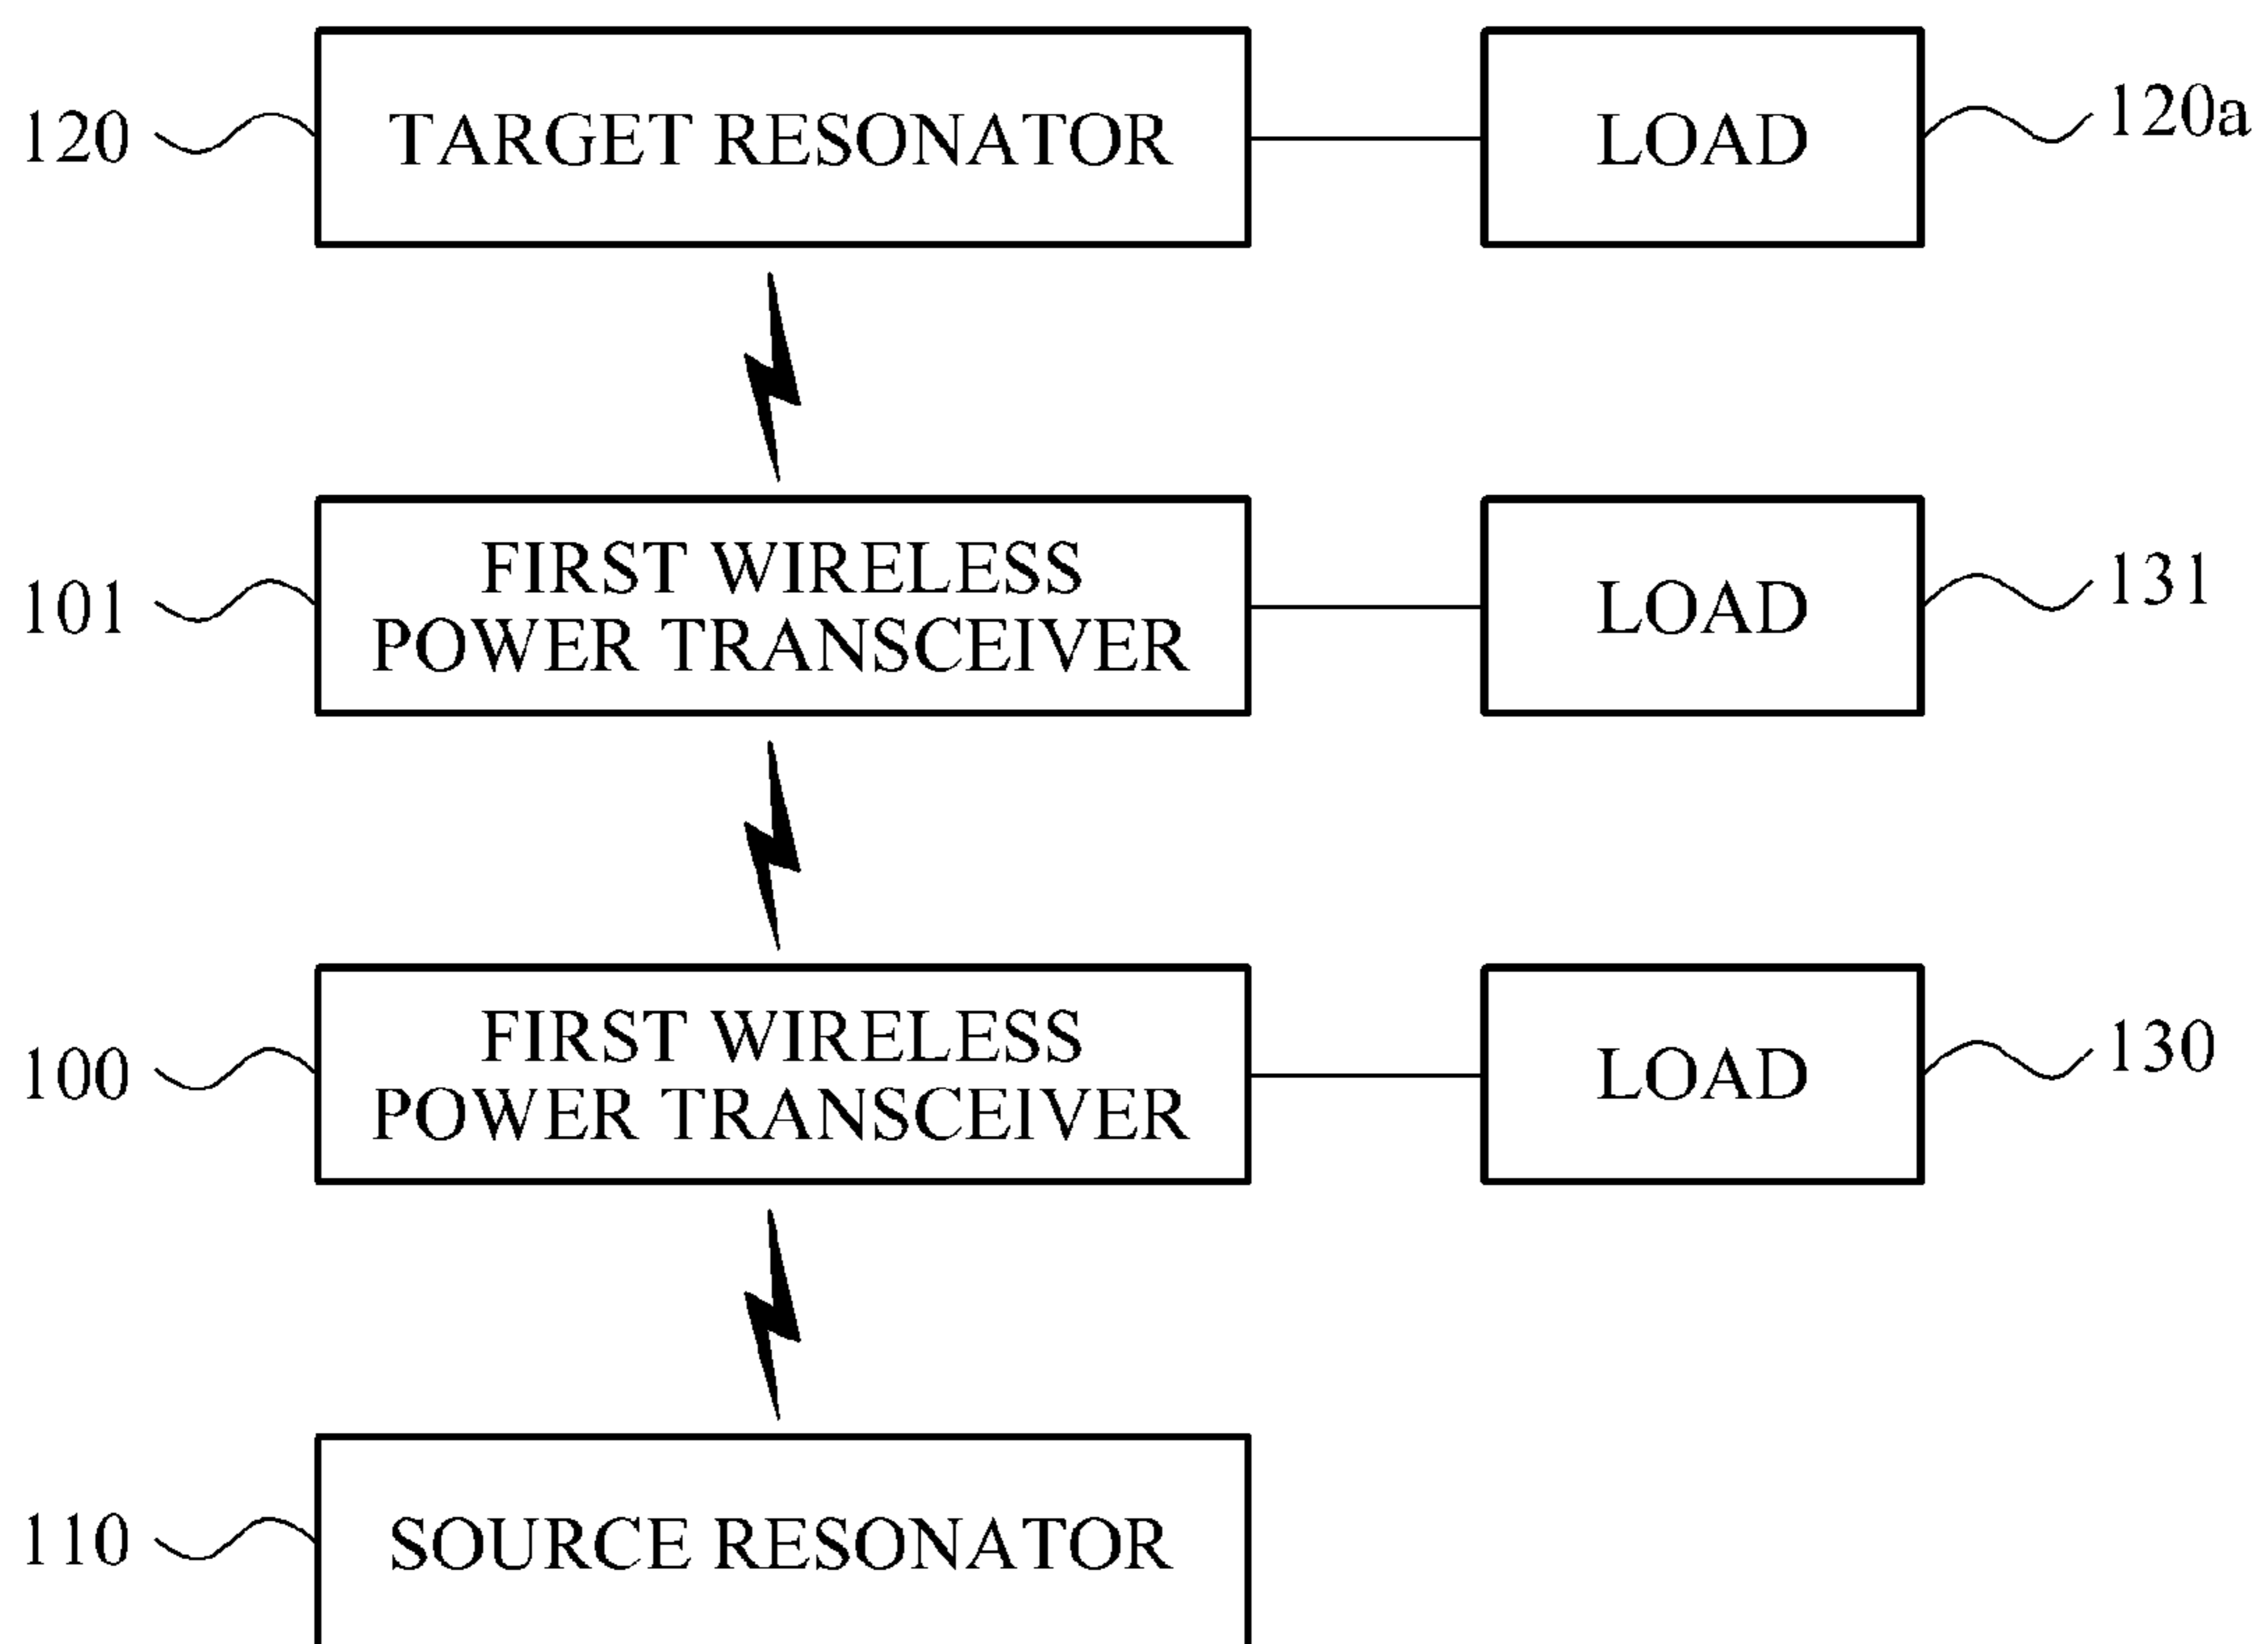 120
TARGET RESONATOR
LOAD
120a
101
FIRST WIRELESS
POWER TRANSCEIVER
LOAD
131
100
FIRST WIRELESS
POWER TRANSCEIVER
LOAD
130
110
SOURCE RESONATOR